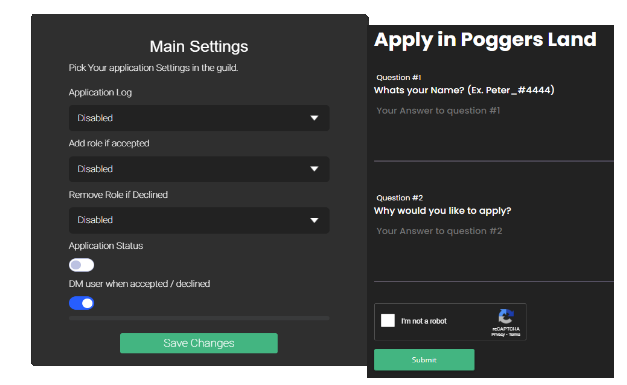 Main Settings
Pick Your application Settings in the guild.
Application Log
Disabled
Add role if accepted
Disabled
Remove Role if Declined
Disabled
Application Status
DM user when accepted / declined
Save Changes
Apply in Poggers Land
Question #1
Whats your Name? (Ex. Peter_#4444)
Your Answer to question #1
Question #2
Why would you like to apply?
Your Answer to question #2
I'm not a robot
reCAPTCHA
Privacy - Terms
Submit